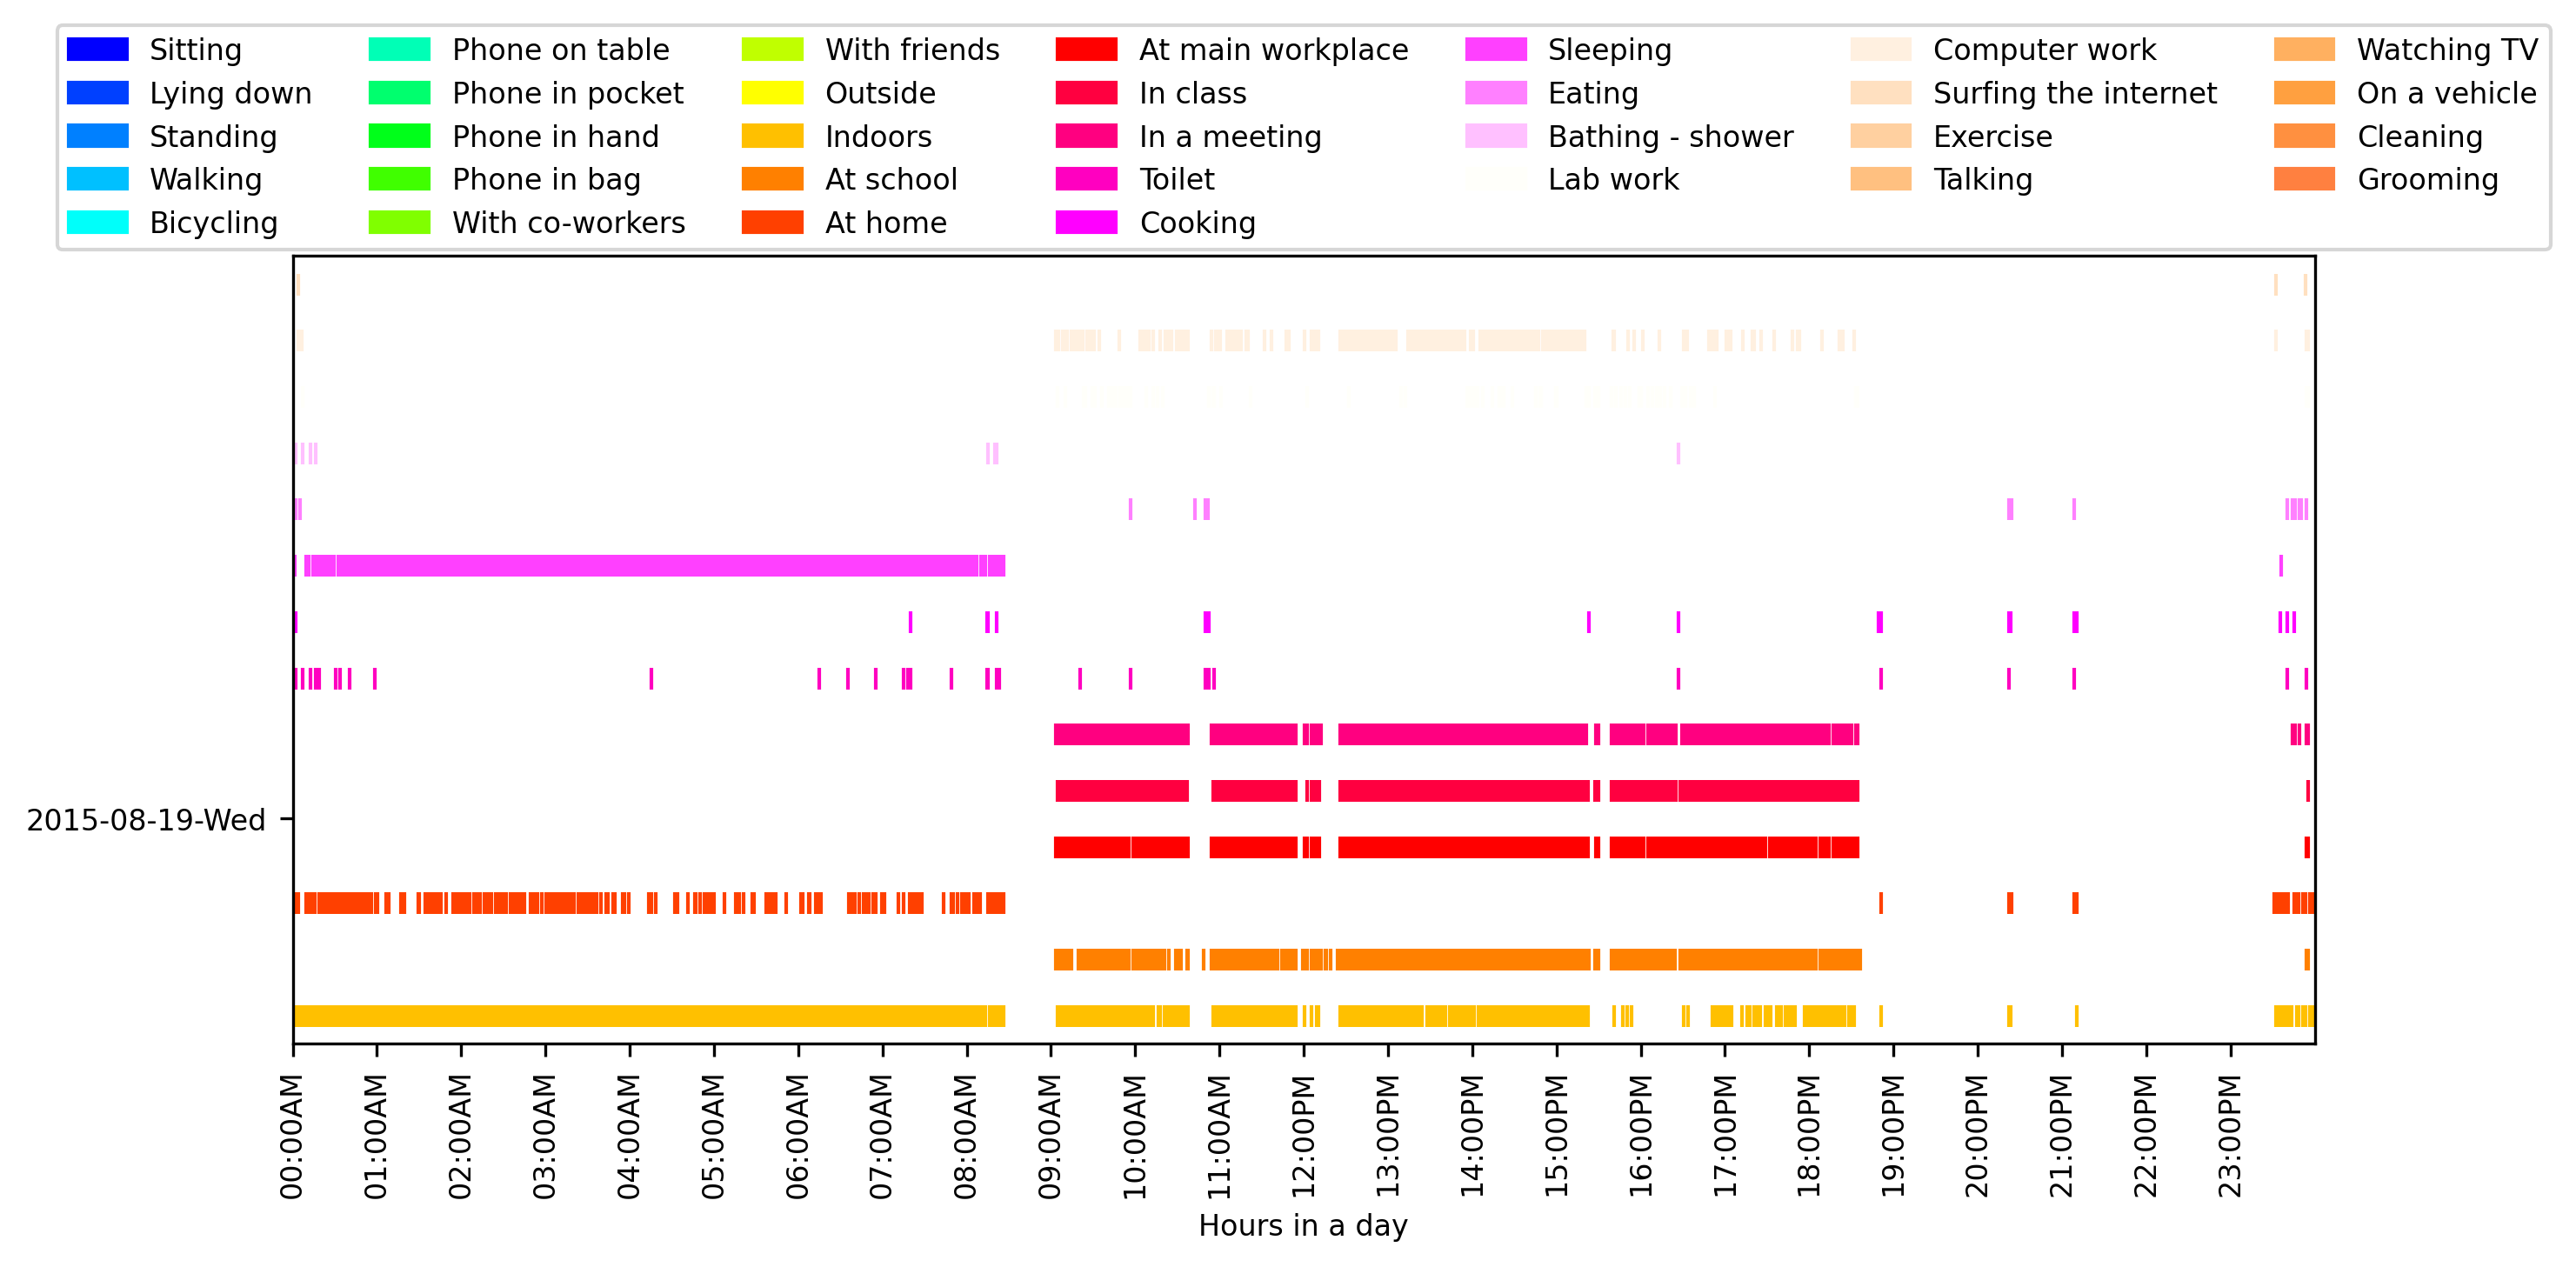 Sitting
Lying down
Standing
Walking
Bicycling
Phone on table
Phone in pocket
Phone in hand
Phone in bag
With co-workers
With friends
Outside
Indoors
At school
At home
At main workplace
In class
In a meeting
Toilet
Cooking
Sleeping
Eating
Bathing - shower
Lab work
Computer work
Surfing the internet
Exercise
Talking
Watching TV
On a vehicle
Cleaning
Grooming
2015-08-19-Wed
00:00AM
01:00AM
02:00AM
03:00AM
04:00AM
05:00AM
06:00AM
07:00AM
08:00AM
09:00AM
10:00AM
11:00AM
12:00PM
13:00PM
14:00PM
15:00PM
16:00PM
17:00PM
18:00PM
19:00PM
20:00PM
21:00PM
22:00PM
23:00PM
Hours in a day